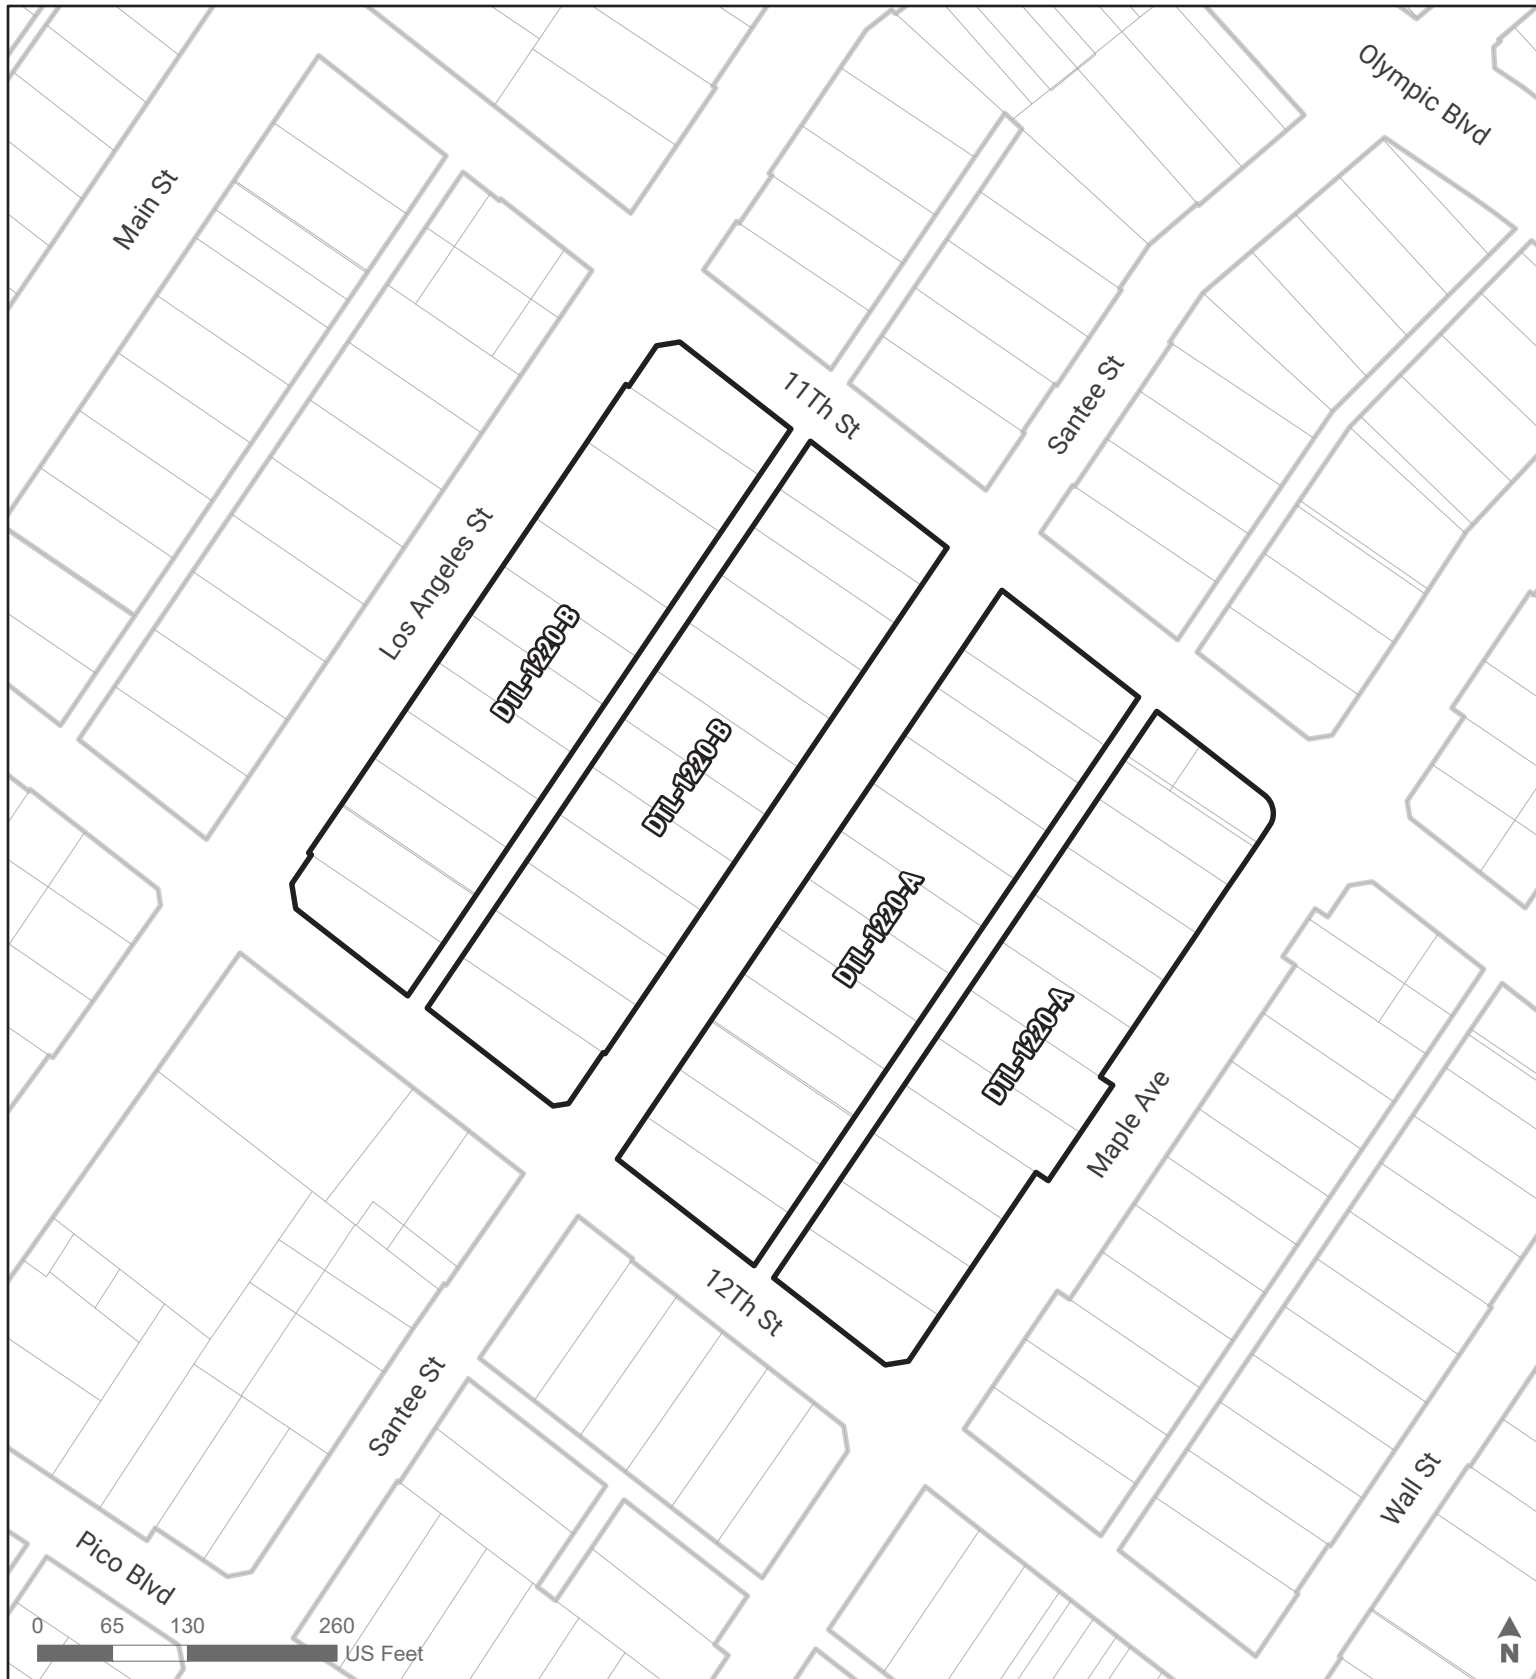 Olympic Blvd
Main St
11Th St
Santee St
Los Angeles St
DTL-1220-B
DTL-1220-B
DTL-1220-A
DTL-1220-A
Maple Ave
12Th St
Santee St
Wall St
Pico Blvd
0 65 130 260
US Feet
N